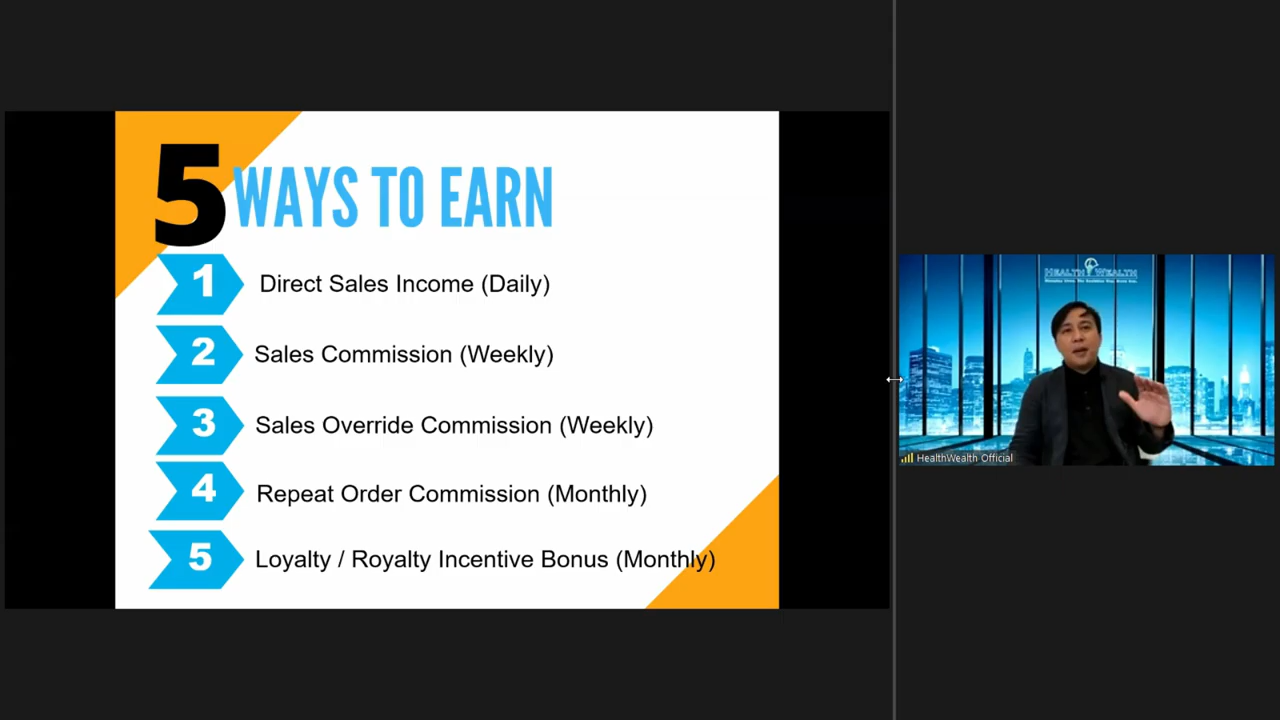 5 WAYS TO EARN
1 Direct Sales Income (Daily)
2 Sales Commission (Weekly)
3 Sales Override Commission (Weekly)
4 Repeat Order Commission (Monthly)
5 Loyalty / Royalty Incentive Bonus (Monthly)
HEALTH WEALTH
HealthWealth Official